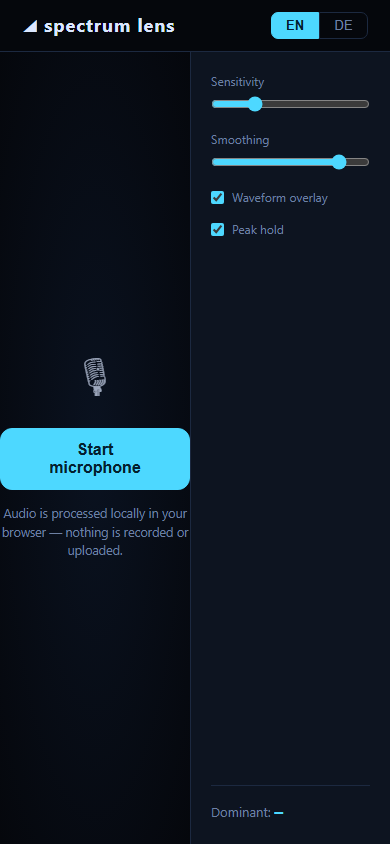 spectrum lens
EN DE
Sensitivity
Smoothing
Waveform overlay
Peak hold
Start
microphone
Audio is processed locally in your
browser — nothing is recorded or
uploaded.
Dominant: –